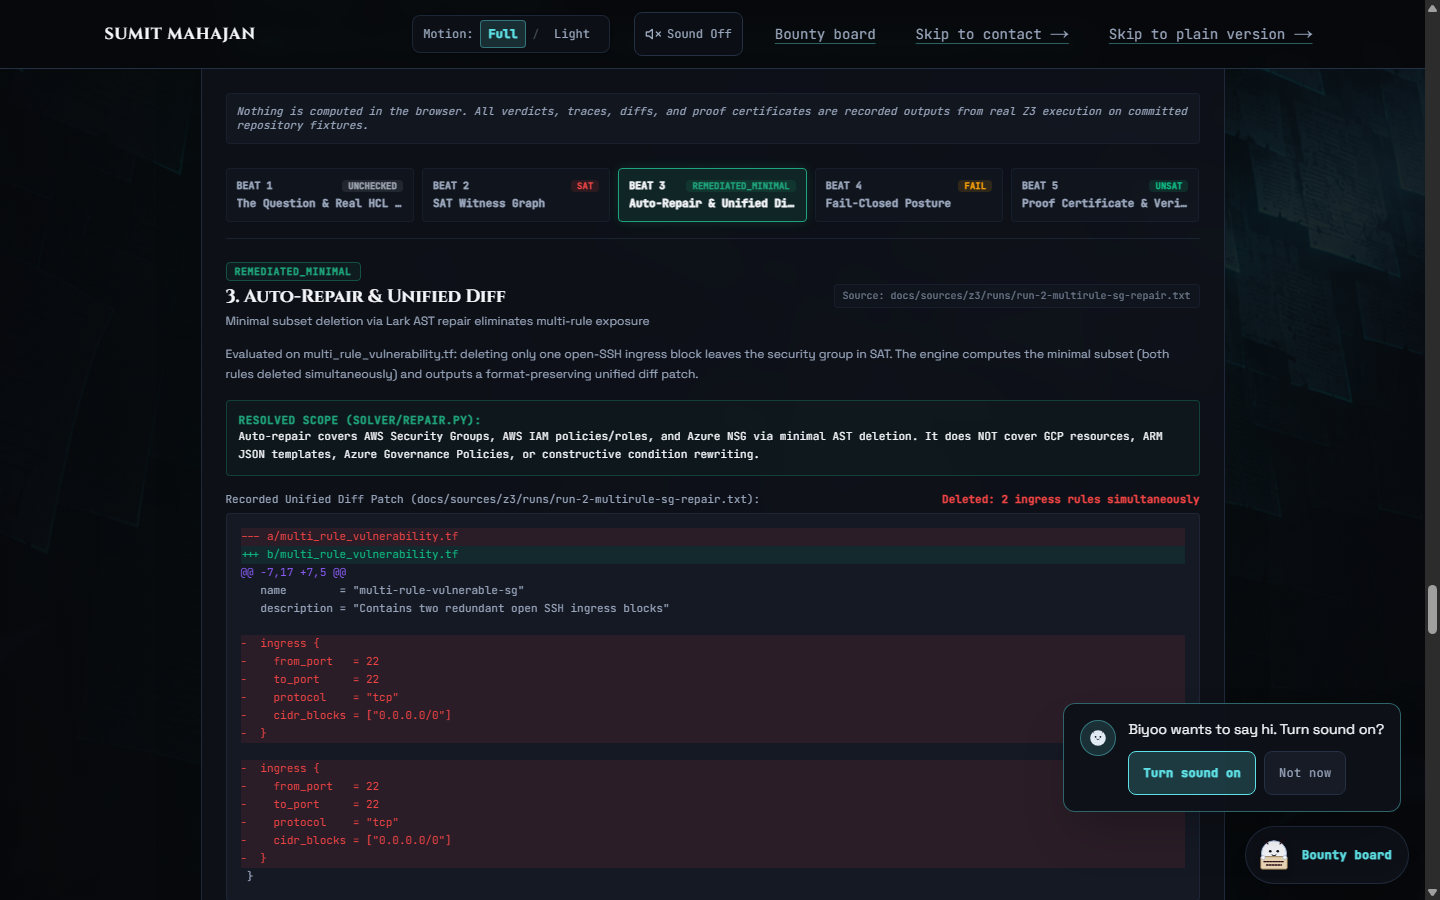 SUMIT MAHAJAN
Motion: Full / Light
Sound Off
Bounty board
Skip to contact ⟶
Skip to plain version ⟶
Nothing is computed in the browser. All verdicts, traces, diffs, and proof certificates are recorded outputs from real Z3 execution on committed
repository fixtures.
BEAT 1 UNCHECKED
The Question & Real HCL …
BEAT 2 SAT
SAT Witness Graph
BEAT 3 REMEDIATED_MINIMAL
Auto-Repair & Unified Di…
BEAT 4 FAIL
Fail-Closed Posture
BEAT 5 UNSAT
Proof Certificate & Veri…
REMEDIATED_MINIMAL
3. Auto-Repair & Unified Diff
Source: docs/sources/z3/runs/run-2-multirule-sg-repair.txt
Minimal subset deletion via Lark AST repair eliminates multi-rule exposure
Evaluated on multi_rule_vulnerability.tf: deleting only one open-SSH ingress block leaves the security group in SAT. The engine computes the minimal subset (both
rules deleted simultaneously) and outputs a format-preserving unified diff patch.
RESOLVED SCOPE (SOLVER/REPAIR.PY):
Auto-repair covers AWS Security Groups, AWS IAM policies/roles, and Azure NSG via minimal AST deletion. It does NOT cover GCP resources, ARM
JSON templates, Azure Governance Policies, or constructive condition rewriting.
Recorded Unified Diff Patch (docs/sources/z3/runs/run-2-multirule-sg-repair.txt):
Deleted: 2 ingress rules simultaneously
--- a/multi_rule_vulnerability.tf
+++ b/multi_rule_vulnerability.tf
@@ -7,17 +7,5 @@
name        = "multi-rule-vulnerable-sg"
description = "Contains two redundant open SSH ingress blocks"
-  ingress {
-    from_port   = 22
-    to_port     = 22
-    protocol    = "tcp"
-    cidr_blocks = ["0.0.0.0/0"]
-  }
-  ingress {
-    from_port   = 22
-    to_port     = 22
-    protocol    = "tcp"
-    cidr_blocks = ["0.0.0.0/0"]
-  }
}
Biyoo wants to say hi. Turn sound on?
Turn sound on
Not now
Bounty board